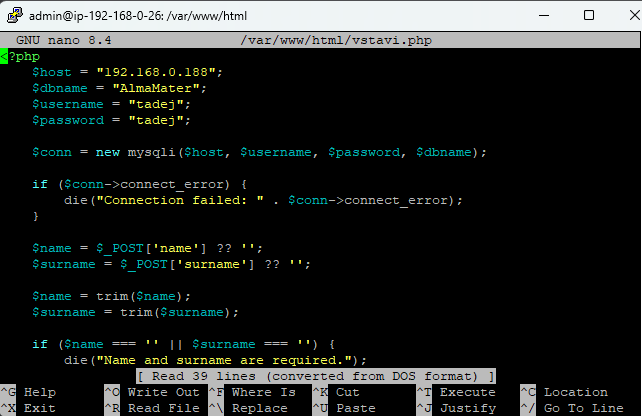 admin@ip-192-168-0-26: /var/www/html
GNU nano 8.4 /var/www/html/vstavi.php
<?php
$host = "192.168.0.188";
$dbname = "AlmaMater";
$username = "tadej";
$password = "tadej";
$conn = new mysqli($host, $username, $password, $dbname);
if ($conn->connect_error) {
die("Connection failed: " . $conn->connect_error);
}
$name = $_POST['name'] ?? '';
$surname = $_POST['surname'] ?? '';
$name = trim($name);
$surname = trim($surname);
if ($name === '' || $surname === '') {
die("Name and surname are required.");
[ Read 39 lines (converted from DOS format) ]
^G Help ^O Write Out ^F Where Is ^K Cut ^T Execute ^C Location
^X Exit ^R Read File ^\ Replace ^U Paste ^J Justify ^/ Go To Line